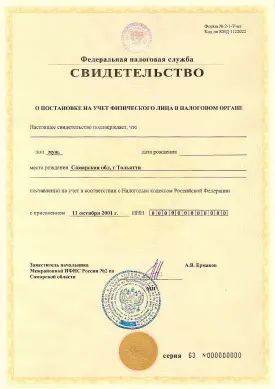 Форма № 2-1-Учет
Код по КНД 1122022
Федеральная налоговая служба
СВИДЕТЕЛЬСТВО
О ПОСТАНОВКЕ НА УЧЕТ ФИЗИЧЕСКОГО ЛИЦА В НАЛОГОВОМ ОРГАНЕ
Настоящее свидетельство подтверждает, что
пол муж. дата рождения
место рождения Самарская обл, г Тольятти
поставлен(а) на учет в соответствии с Налоговым кодексом Российской Федерации
с присвоением 11 октября 2001 г. ИНН 0 0 0 0 0 0 0 0 0 0 0 0
Заместитель начальника
Межрайонной ИФНС России №2 по
Самарской области
А.В. Ермаков
серия 63 №000000000